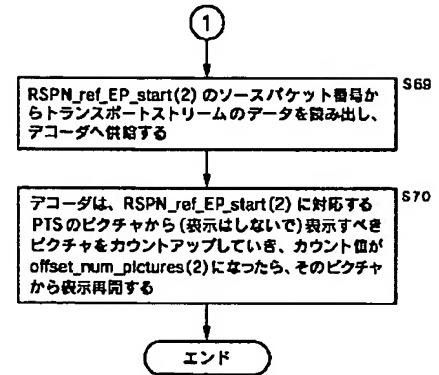 1
RSPN_ref_EP_start(2) のソースパケット番号か S69
らトランスポートストリームのデータを読み出し、
デコーダへ供給する
デコーダは、RSPN_ref_EP_start(2) に対応する S70
PTSのピクチャから(表示はしないで)表示すべき
ピクチャをカウントアップしていき、カウント値が
offset_num_pictures(2)になったら、そのピクチャ
から表示再開する
エンド